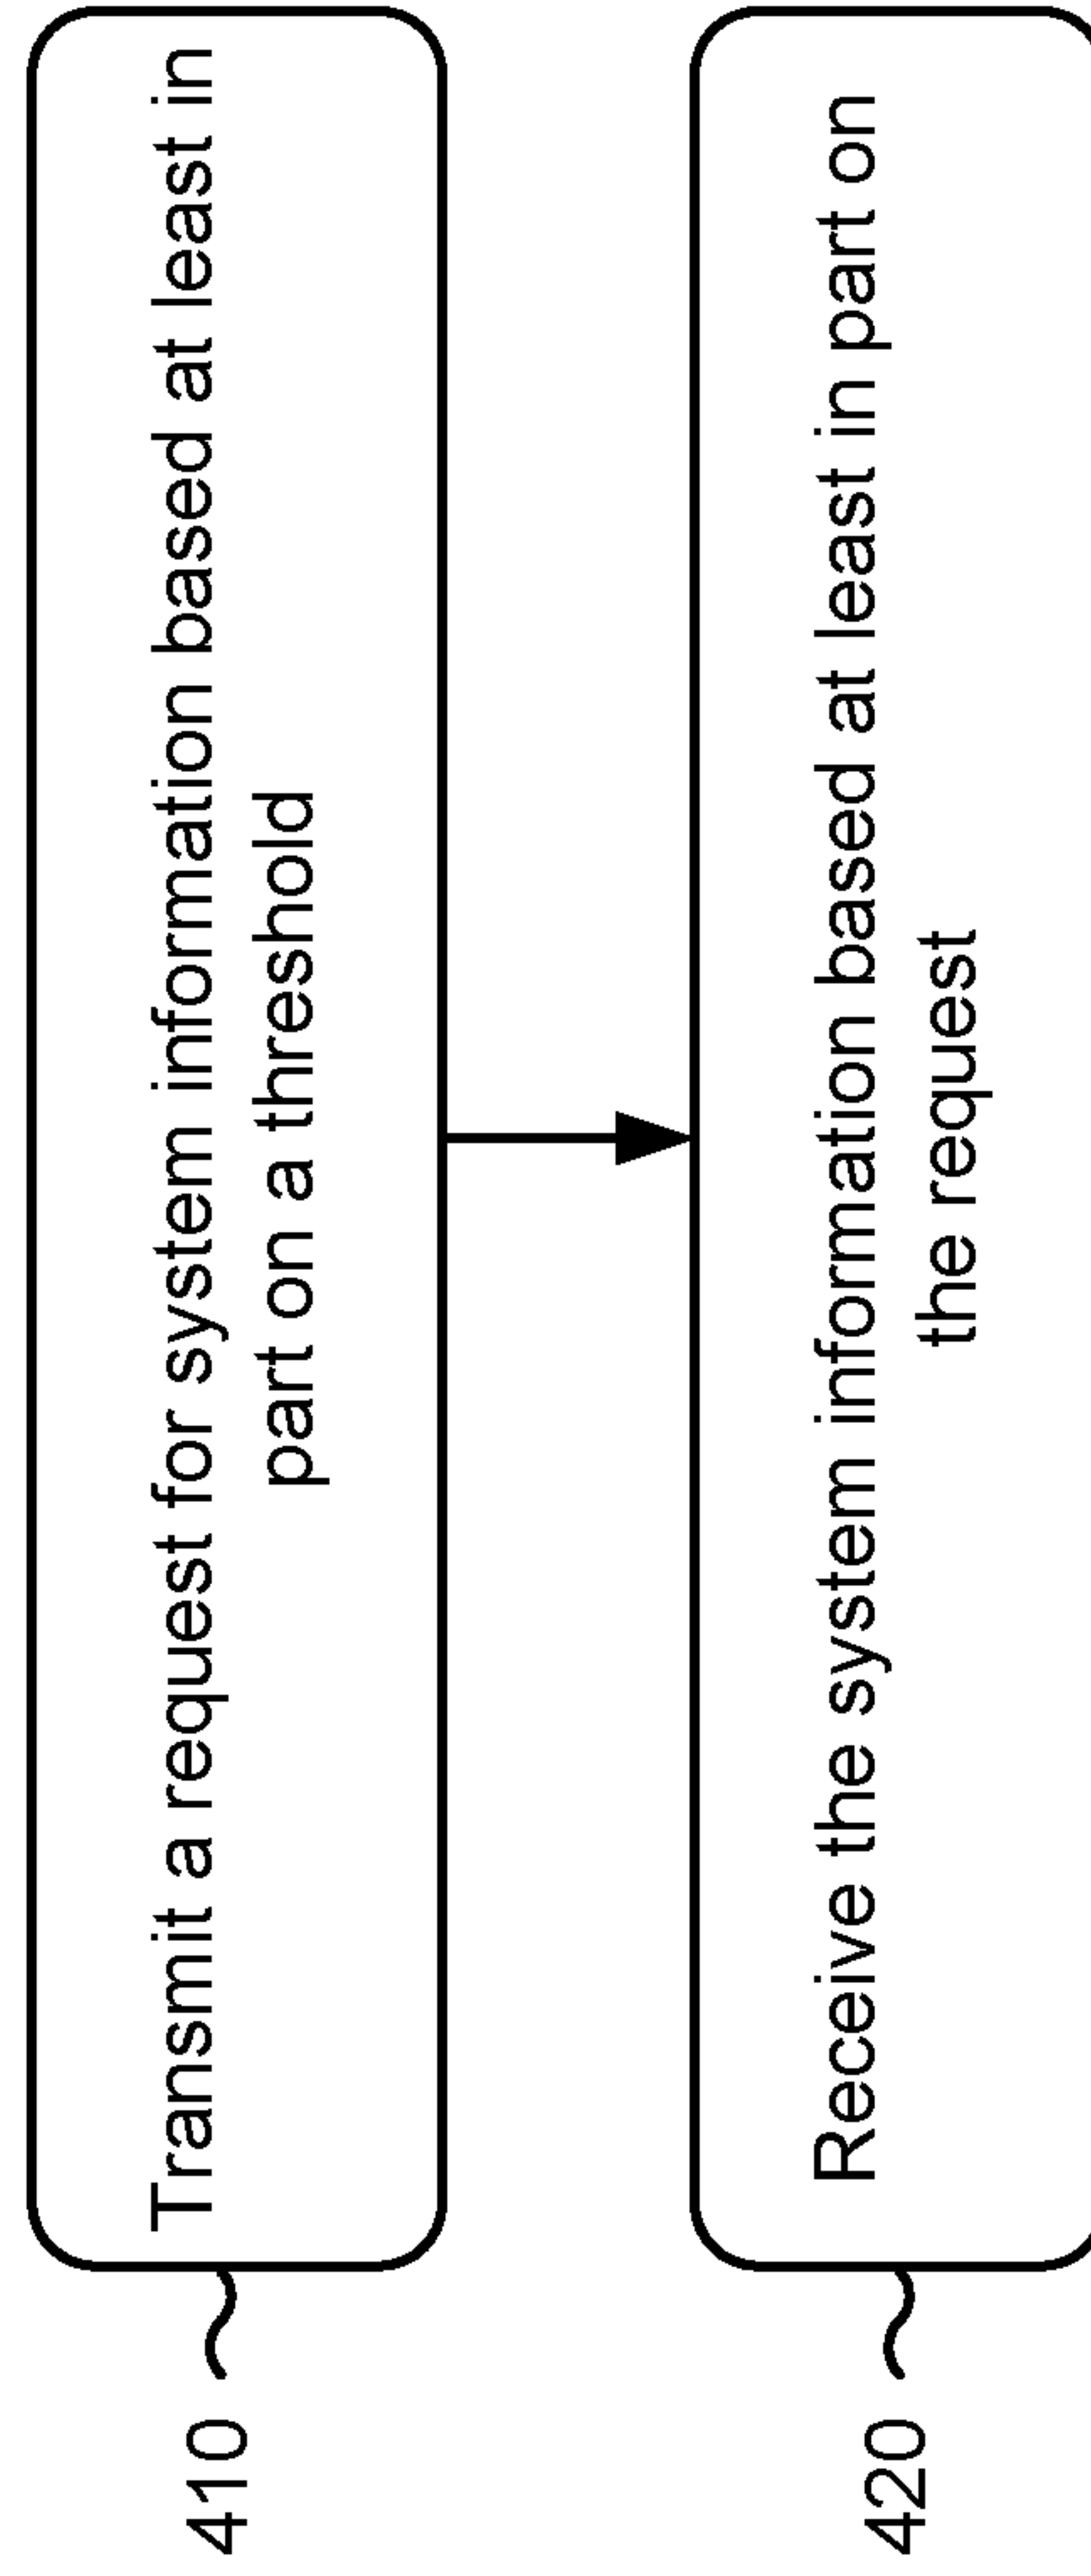 410
Transmit a request for system information based at least in
part on a threshold
420
Receive the system information based at least in part on
the request